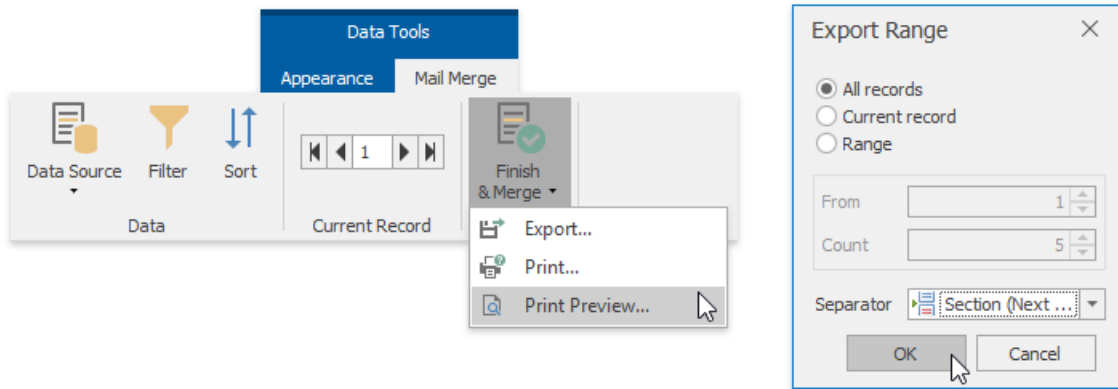 Data Tools
Appearance
Mail Merge
Data Source
Filter
Sort
1
Finish
& Merge
Data
Current Record
Export...
Print...
Print Preview...
Export Range
All records
Current record
Range
From 1
Count 5
Separator Section (Next ...
OK Cancel